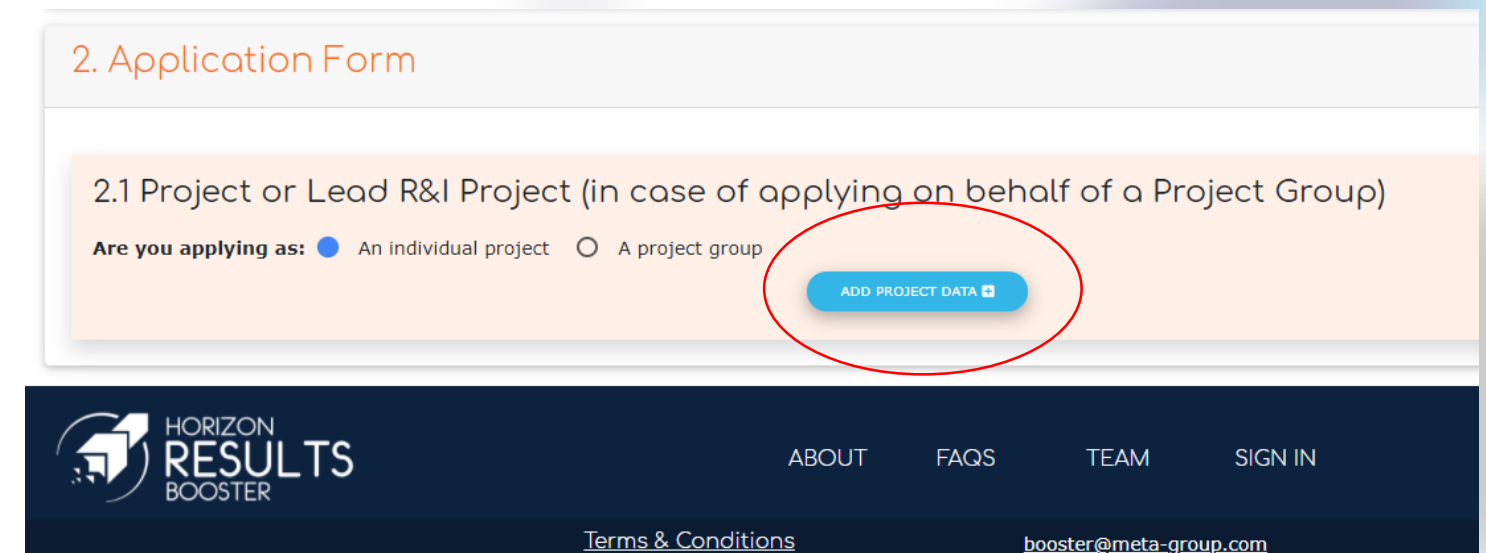 2. Application Form
2.1 Project or Lead R&I Project (in case of applying on behalf of a Project Group)
Are you applying as: An individual project A project group
ADD PROJECT DATA
HORIZON
RESULTS
BOOSTER
ABOUT FAQS TEAM SIGN IN
Terms & Conditions booster@meta-group.com